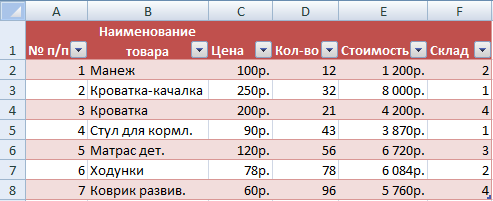 A B C D E F
1 № п/п Наименование товара Цена Кол-во Стоимость Склад
2 1 Манеж 100р. 12 1 200р. 2
3 2 Кроватка-качалка 250р. 32 8 000р. 1
4 3 Кроватка 200р. 21 4 200р. 4
5 4 Стул для кормл. 90р. 43 3 870р. 1
6 5 Матрас дет. 120р. 56 6 720р. 3
7 6 Ходунки 78р. 78 6 084р. 2
8 7 Коврик развив. 60р. 96 5 760р. 4